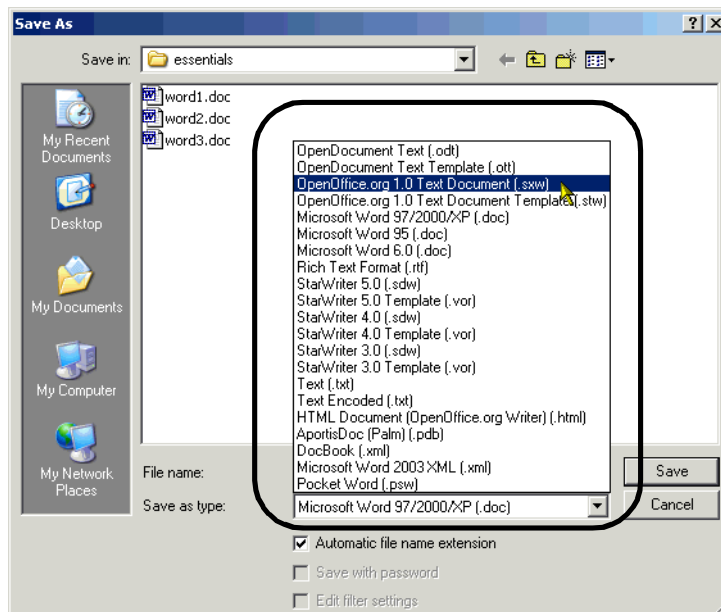 Save As
Save in:
essentials
word1.doc
word2.doc
word3.doc
My Recent
Documents
Desktop
My Documents
My Computer
My Network
Places
OpenDocument Text (.odt)
OpenDocument Text Template (.ott)
OpenOffice.org 1.0 Text Document (.sxw)
OpenOffice.org 1.0 Text Document Template (.stw)
Microsoft Word 97/2000/XP (.doc)
Microsoft Word 95 (.doc)
Microsoft Word 6.0 (.doc)
Rich Text Format (.rtf)
StarWriter 5.0 (.sdw)
StarWriter 5.0 Template (.vor)
StarWriter 4.0 (.sdw)
StarWriter 4.0 Template (.vor)
StarWriter 3.0 (.sdw)
StarWriter 3.0 Template (.vor)
Text (.txt)
Text Encoded (.txt)
HTML Document (OpenOffice.org Writer) (.html)
AportisDoc (Palm) (.pdb)
DocBook (.xml)
Microsoft Word 2003 XML (.xml)
Pocket Word (.psw)
File name:
Save
Save as type:
Microsoft Word 97/2000/XP (.doc)
Cancel
Automatic file name extension
Save with password
Edit filter settings